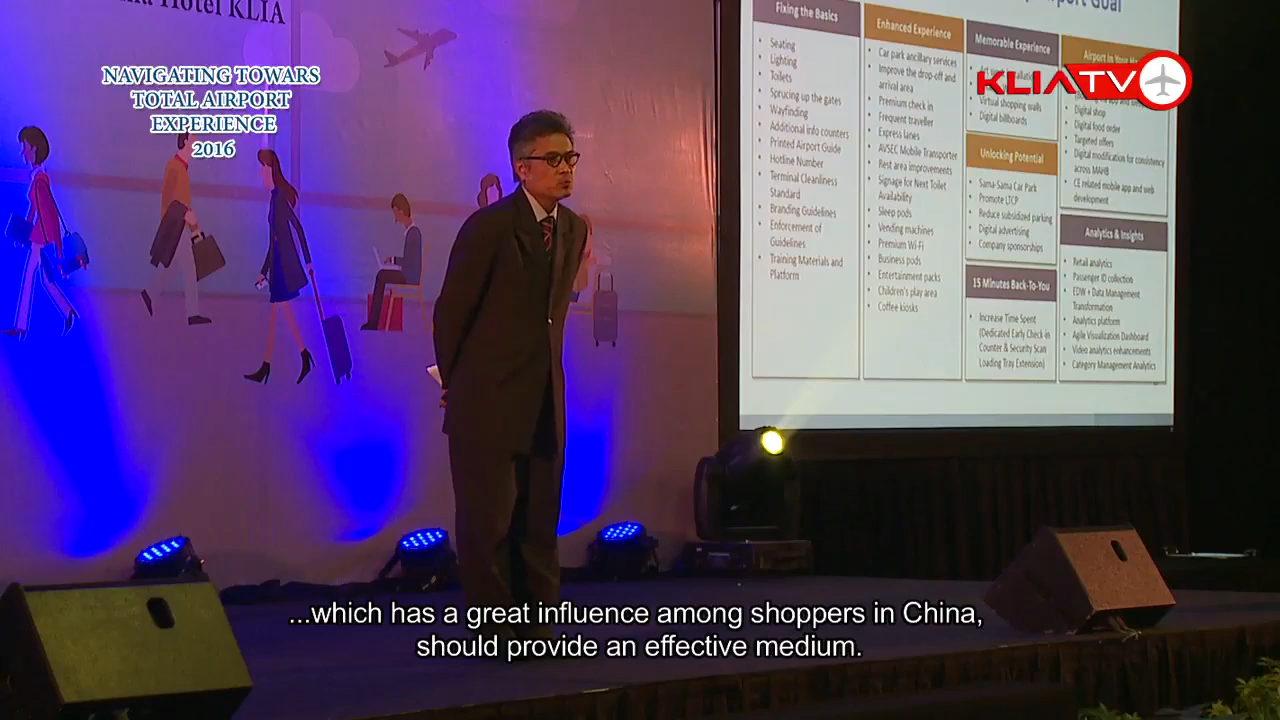 Hotel KLIA
NAVIGATING TOWARS
TOTAL AIRPORT
EXPERIENCE
2016
KLIATV
Goal
Fixing the Basics
Seating
Lighting
Toilets
Sprucing up the gates
Wayfinding
Additional info counters
Printed Airport Guide
Hotline Number
Terminal Cleanliness
Standard
Branding Guidelines
Enforcement of
Guidelines
Training Materials and
Platform
Enhanced Experience
Car park ancillary services
Improve the drop-off and
arrival area
Premium check in
Frequent traveller
Express lanes
AVSEC Mobile Transporter
Rest area improvements
Signage for Next Toilet
Availability
Sleep pods
Vending machines
Premium Wi-Fi
Business pods
Entertainment packs
Children's play area
Coffee kiosks
Memorable Experience
Virtual shopping walls
Digital billboards
Unlocking Potential
Sama-Sama Car Park
Promote LTCP
Reduce subsidized parking
Digital advertising
Company sponsorships
15 Minutes Back-To-You
Increase Time Spent
(Dedicated Early Check-in
Counter & Security Scan
Loading Tray Extension)
Airport In Your
Digital shop
Digital food order
Targeted offers
Digital modification for consistency
across MAHB
CE related mobile app and web
development
Analytics & Insights
Retail analytics
Passenger ID collection
EDW + Data Management
Transformation
Analytics platform
Agile Visualization Dashboard
Video analytics enhancements
Category Management Analytics
...which has a great influence among shoppers in China,
should provide an effective medium.